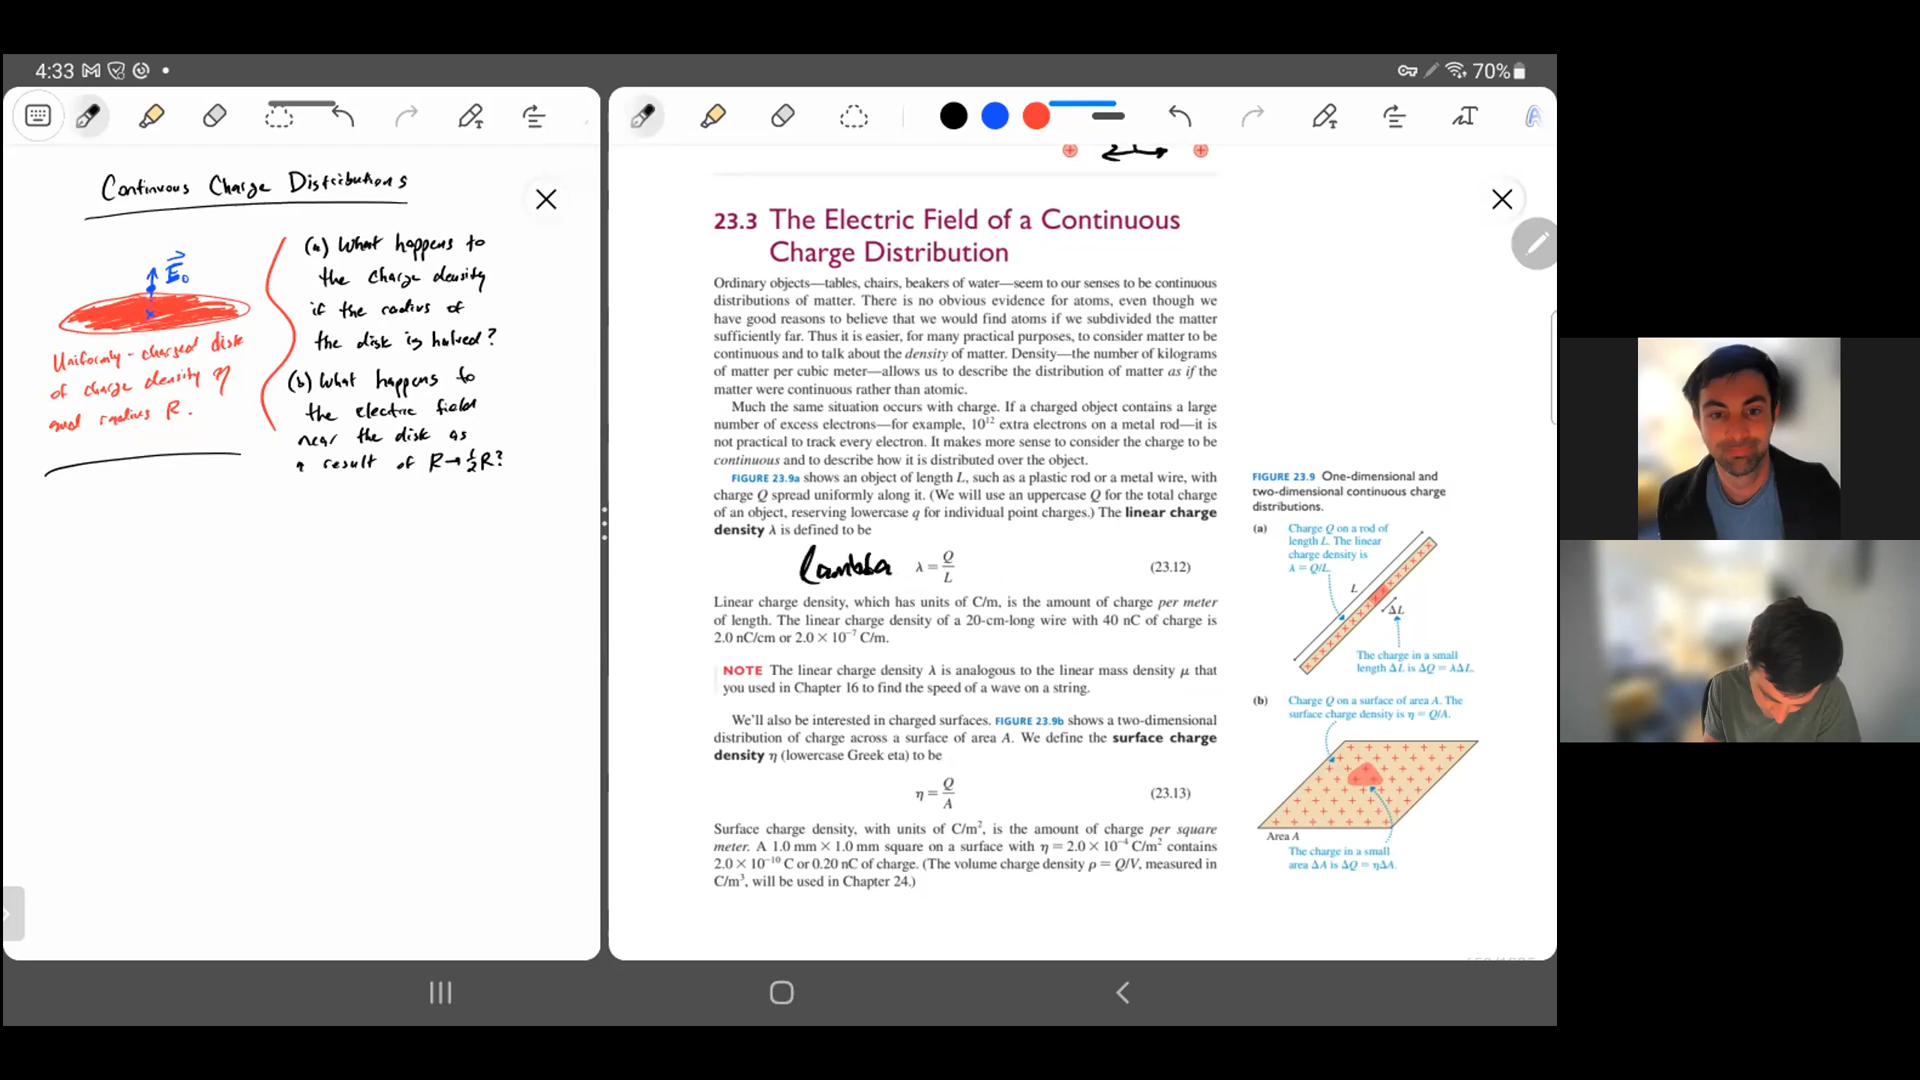 4:33
70%
Continuous Charge Distributions
E₀
Uniformly-charged disk
of charge density η
and radius R.
(a) What happens to
the charge density
if the radius of
the disk is halved?
(b) What happens to
the electric field
near the disk as
a result of R→½R?
23.3 The Electric Field of a Continuous
Charge Distribution
Ordinary objects—tables, chairs, beakers of water—seem to our senses to be continuous
distributions of matter. There is no obvious evidence for atoms, even though we
have good reasons to believe that we would find atoms if we subdivided the matter
sufficiently far. Thus it is easier, for many practical purposes, to consider matter to be
continuous and to talk about the density of matter. Density—the number of kilograms
of matter per cubic meter—allows us to describe the distribution of matter as if the
matter were continuous rather than atomic.
Much the same situation occurs with charge. If a charged object contains a large
number of excess electrons—for example, 10¹² extra electrons on a metal rod—it is
not practical to track every electron. It makes more sense to consider the charge to be
continuous and to describe how it is distributed over the object.
FIGURE 23.9a shows an object of length L, such as a plastic rod or a metal wire, with
charge Q spread uniformly along it. (We will use an uppercase Q for the total charge
of an object, reserving lowercase q for individual point charges.) The linear charge
density λ is defined to be
Lambda λ = Q/L (23.12)
Linear charge density, which has units of C/m, is the amount of charge per meter
of length. The linear charge density of a 20-cm-long wire with 40 nC of charge is
2.0 nC/cm or 2.0 × 10⁻⁷ C/m.
NOTE The linear charge density λ is analogous to the linear mass density μ that
you used in Chapter 16 to find the speed of a wave on a string.
We'll also be interested in charged surfaces. FIGURE 23.9b shows a two-dimensional
distribution of charge across a surface of area A. We define the surface charge
density η (lowercase Greek eta) to be
η = Q/A (23.13)
Surface charge density, with units of C/m², is the amount of charge per square
meter. A 1.0 mm × 1.0 mm square on a surface with η = 2.0 × 10⁻⁴ C/m² contains
2.0 × 10⁻¹⁰ C or 0.20 nC of charge. (The volume charge density ρ = Q/V, measured in
C/m³, will be used in Chapter 24.)
FIGURE 23.9 One-dimensional and
two-dimensional continuous charge
distributions.
(a) Charge Q on a rod of
length L. The linear
charge density is
λ = Q/L.
L
ΔL
The charge in a small
length ΔL is ΔQ = λΔL.
(b) Charge Q on a surface of area A. The
surface charge density is η = Q/A.
Area A
The charge in a small
area ΔA is ΔQ = ηΔA.